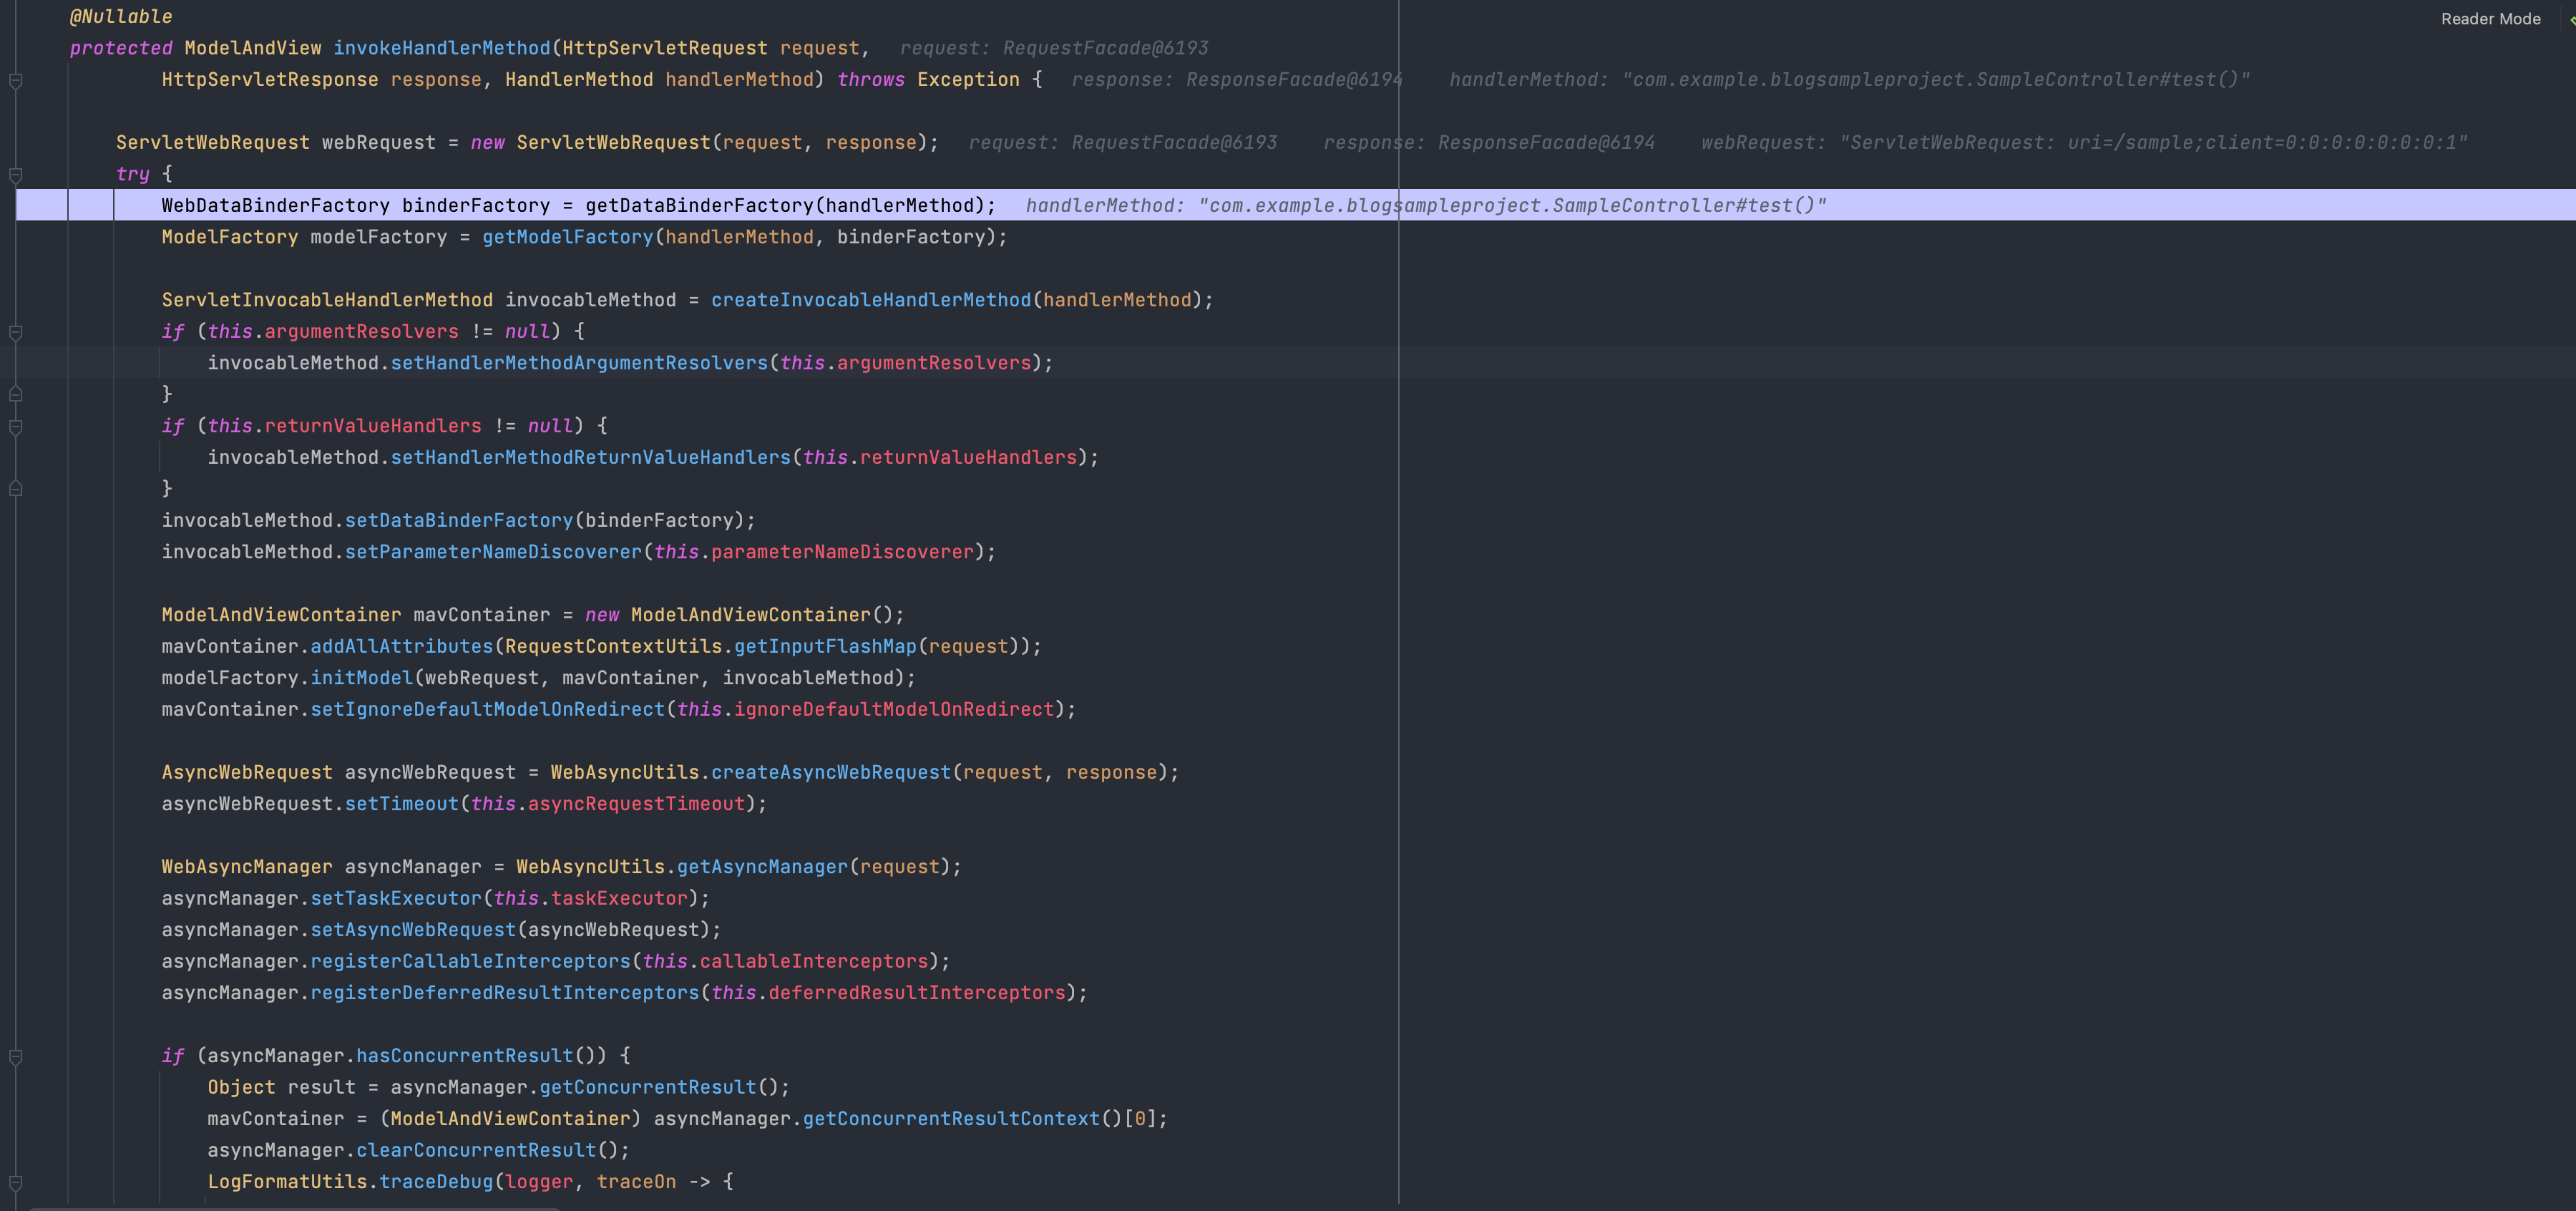 @Nullable
Reader Mode
protected ModelAndView invokeHandlerMethod(HttpServletRequest request,   request: RequestFacade@6193
HttpServletResponse response, HandlerMethod handlerMethod) throws Exception {   response: ResponseFacade@6194    handlerMethod: "com.example.blogsampleproject.SampleController#test()"
ServletWebRequest webRequest = new ServletWebRequest(request, response);   request: RequestFacade@6193    response: ResponseFacade@6194    webRequest: "ServletWebRequest: uri=/sample;client=0:0:0:0:0:0:0:1"
try {
WebDataBinderFactory binderFactory = getDataBinderFactory(handlerMethod);   handlerMethod: "com.example.blogsampleproject.SampleController#test()"
ModelFactory modelFactory = getModelFactory(handlerMethod, binderFactory);
ServletInvocableHandlerMethod invocableMethod = createInvocableHandlerMethod(handlerMethod);
if (this.argumentResolvers != null) {
invocableMethod.setHandlerMethodArgumentResolvers(this.argumentResolvers);
}
if (this.returnValueHandlers != null) {
invocableMethod.setHandlerMethodReturnValueHandlers(this.returnValueHandlers);
}
invocableMethod.setDataBinderFactory(binderFactory);
invocableMethod.setParameterNameDiscoverer(this.parameterNameDiscoverer);
ModelAndViewContainer mavContainer = new ModelAndViewContainer();
mavContainer.addAllAttributes(RequestContextUtils.getInputFlashMap(request));
modelFactory.initModel(webRequest, mavContainer, invocableMethod);
mavContainer.setIgnoreDefaultModelOnRedirect(this.ignoreDefaultModelOnRedirect);
AsyncWebRequest asyncWebRequest = WebAsyncUtils.createAsyncWebRequest(request, response);
asyncWebRequest.setTimeout(this.asyncRequestTimeout);
WebAsyncManager asyncManager = WebAsyncUtils.getAsyncManager(request);
asyncManager.setTaskExecutor(this.taskExecutor);
asyncManager.setAsyncWebRequest(asyncWebRequest);
asyncManager.registerCallableInterceptors(this.callableInterceptors);
asyncManager.registerDeferredResultInterceptors(this.deferredResultInterceptors);
if (asyncManager.hasConcurrentResult()) {
Object result = asyncManager.getConcurrentResult();
mavContainer = (ModelAndViewContainer) asyncManager.getConcurrentResultContext()[0];
asyncManager.clearConcurrentResult();
LogFormatUtils.traceDebug(logger, traceOn -> {